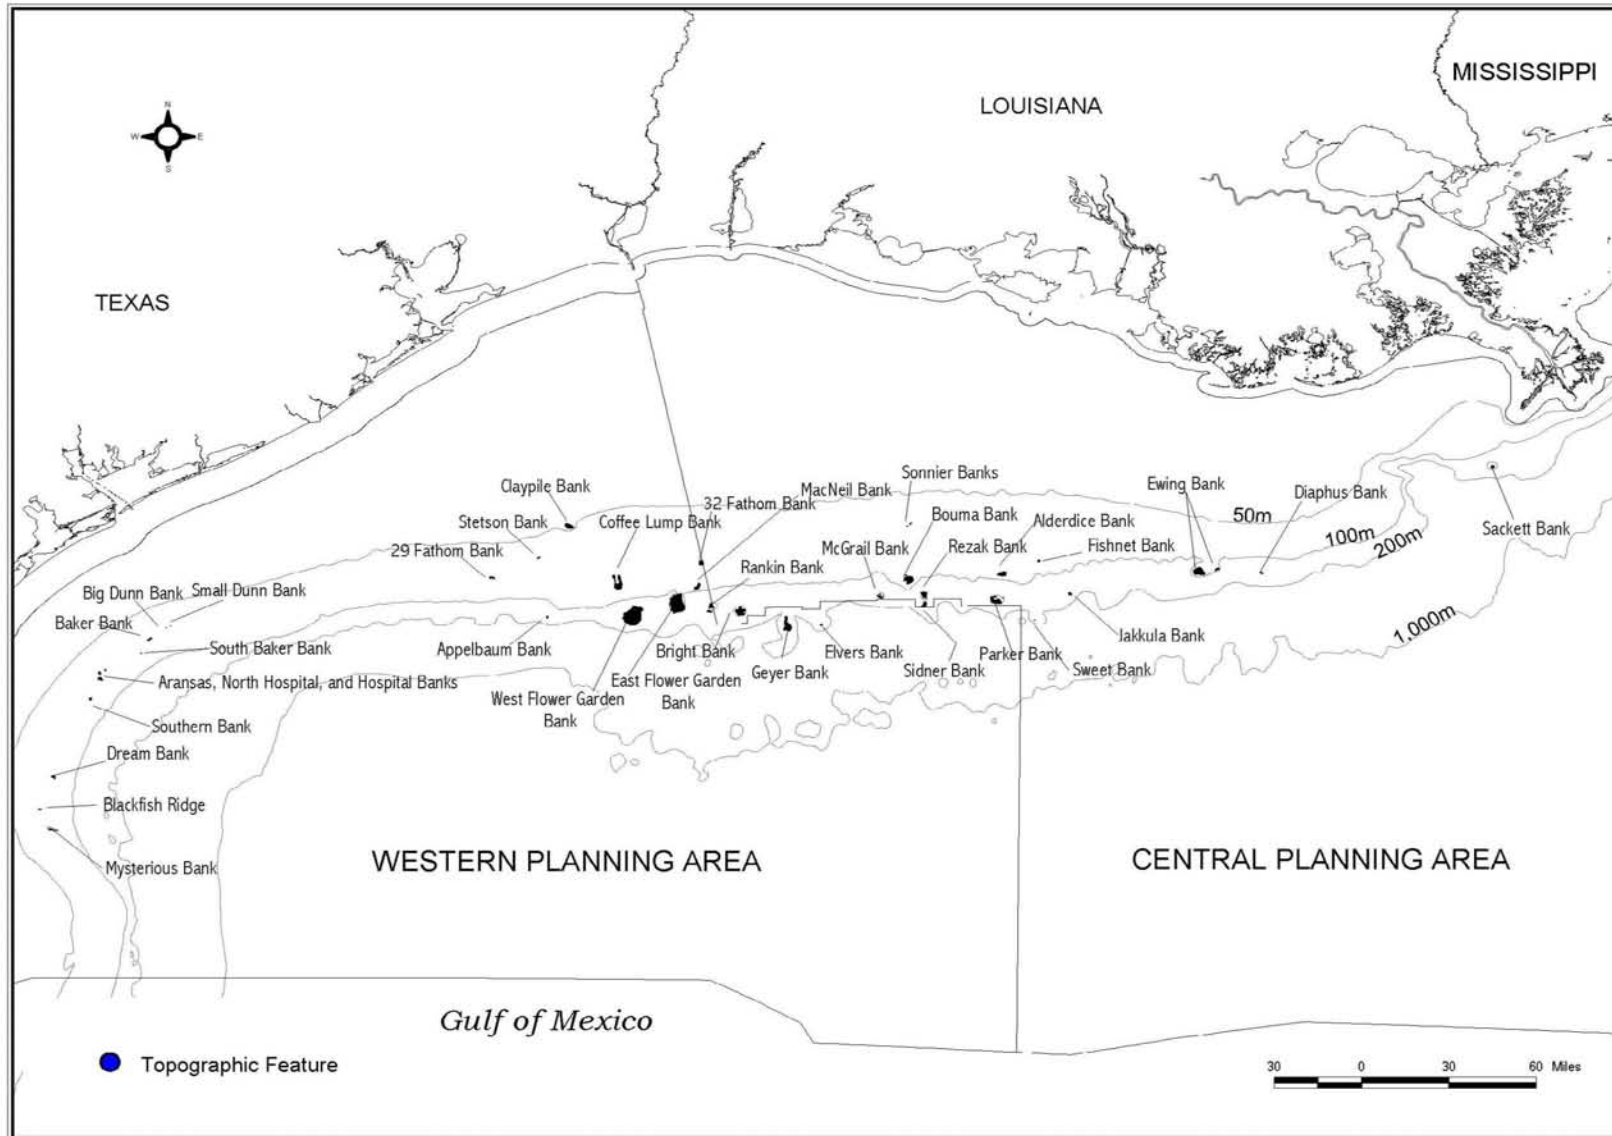 MISSISSIPPI
LOUISIANA
N
W
E
S
TEXAS
Sonnier Banks
Ewing Bank
Claypile Bank
MacNeil Bank
Diaphus Bank
32 Fathom Bank
Stetson Bank
Coffee Lump Bank
Bouma Bank
Alderdice Bank
50m
Sackett Bank
100m
200m
29 Fathom Bank
McGrail Bank
Rezak Bank
Fishnet Bank
Rankin Bank
Big Dunn Bank
Small Dunn Bank
Baker Bank
1,000m
South Baker Bank
Appelbaum Bank
Bright Bank
Elvers Bank
Parker Bank
Jakkula Bank
Aransas, North Hospital, and Hospital Banks
East Flower Garden
Bank
Geyer Bank
Sidner Bank
Sweet Bank
West Flower Garden
Bank
Southern Bank
Dream Bank
Blackfish Ridge
Mysterious Bank
WESTERN PLANNING AREA
CENTRAL PLANNING AREA
Gulf of Mexico
Topographic Feature
30 0 30 60 Miles